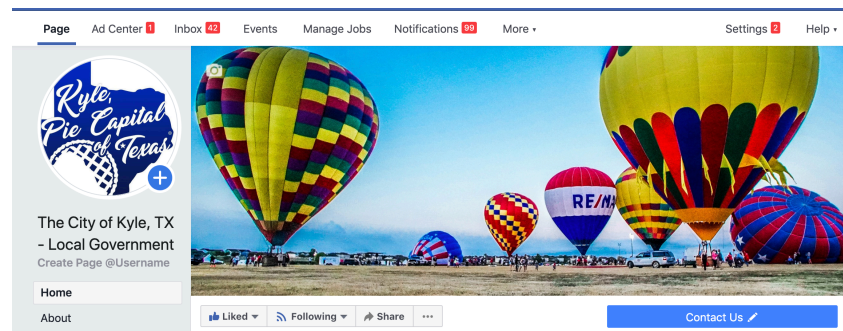 Page Ad Center 1 Inbox 42 Events Manage Jobs Notifications 99 More Settings 2 Help
Kyle,
Pie Capital
of Texas
RE/MA
The City of Kyle, TX
- Local Government
Create Page @Username
Home
About
Liked Following Share ... Contact Us